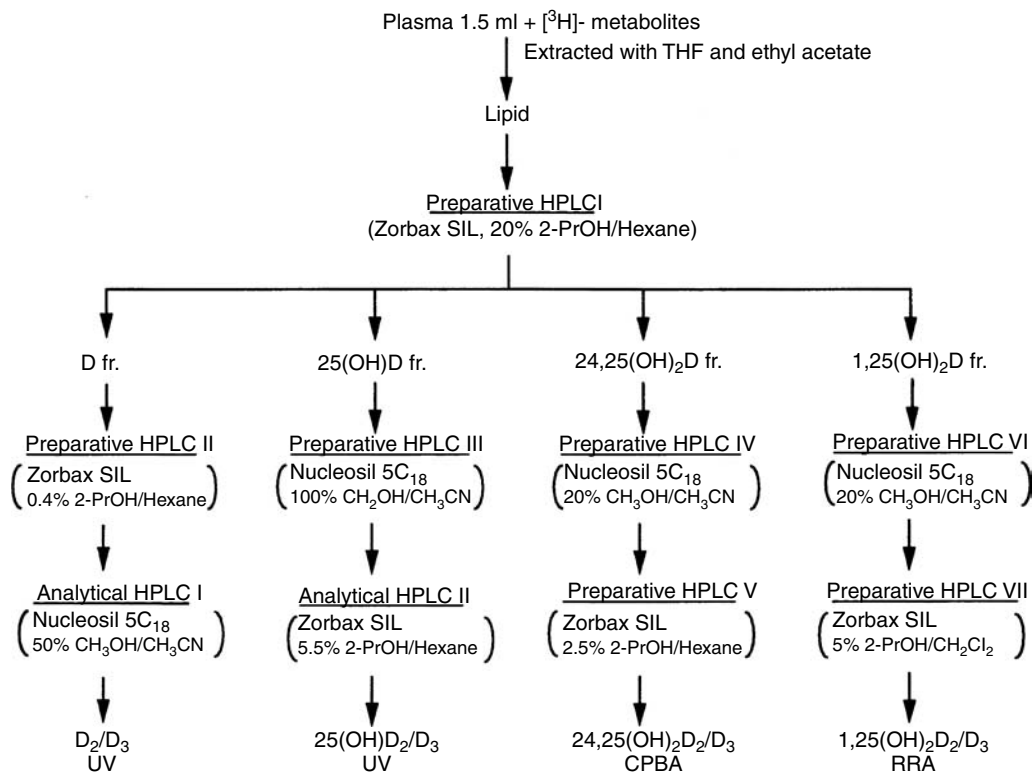 Plasma 1.5 ml + [³H]- metabolites
Extracted with THF and ethyl acetate
Lipid
Preparative HPLCI
(Zorbax SIL, 20% 2-PrOH/Hexane)
D fr.
Preparative HPLC II
(Zorbax SIL
0.4% 2-PrOH/Hexane)
Analytical HPLC I
(Nucleosil 5C₁₈
50% CH₃OH/CH₃CN)
D₂/D₃
UV
25(OH)D fr.
Preparative HPLC III
(Nucleosil 5C₁₈
100% CH₂OH/CH₃CN)
Analytical HPLC II
(Zorbax SIL
5.5% 2-PrOH/Hexane)
25(OH)D₂/D₃
UV
24,25(OH)₂D fr.
Preparative HPLC IV
(Nucleosil 5C₁₈
20% CH₃OH/CH₃CN)
Preparative HPLC V
(Zorbax SIL
2.5% 2-PrOH/Hexane)
24,25(OH)₂D₂/D₃
CPBA
1,25(OH)₂D fr.
Preparative HPLC VI
(Nucleosil 5C₁₈
20% CH₃OH/CH₃CN)
Preparative HPLC VII
(Zorbax SIL
5% 2-PrOH/CH₂Cl₂)
1,25(OH)₂D₂/D₃
RRA